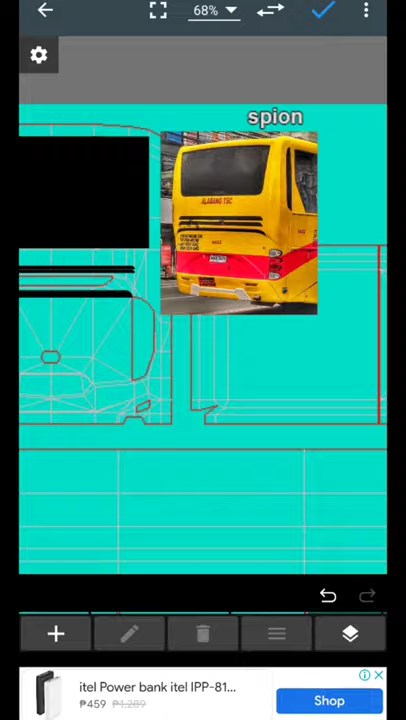 68%
spion
ALABANG TSC
itel Power bank itel IPP-81...
₱459 ₱1.289
Shop